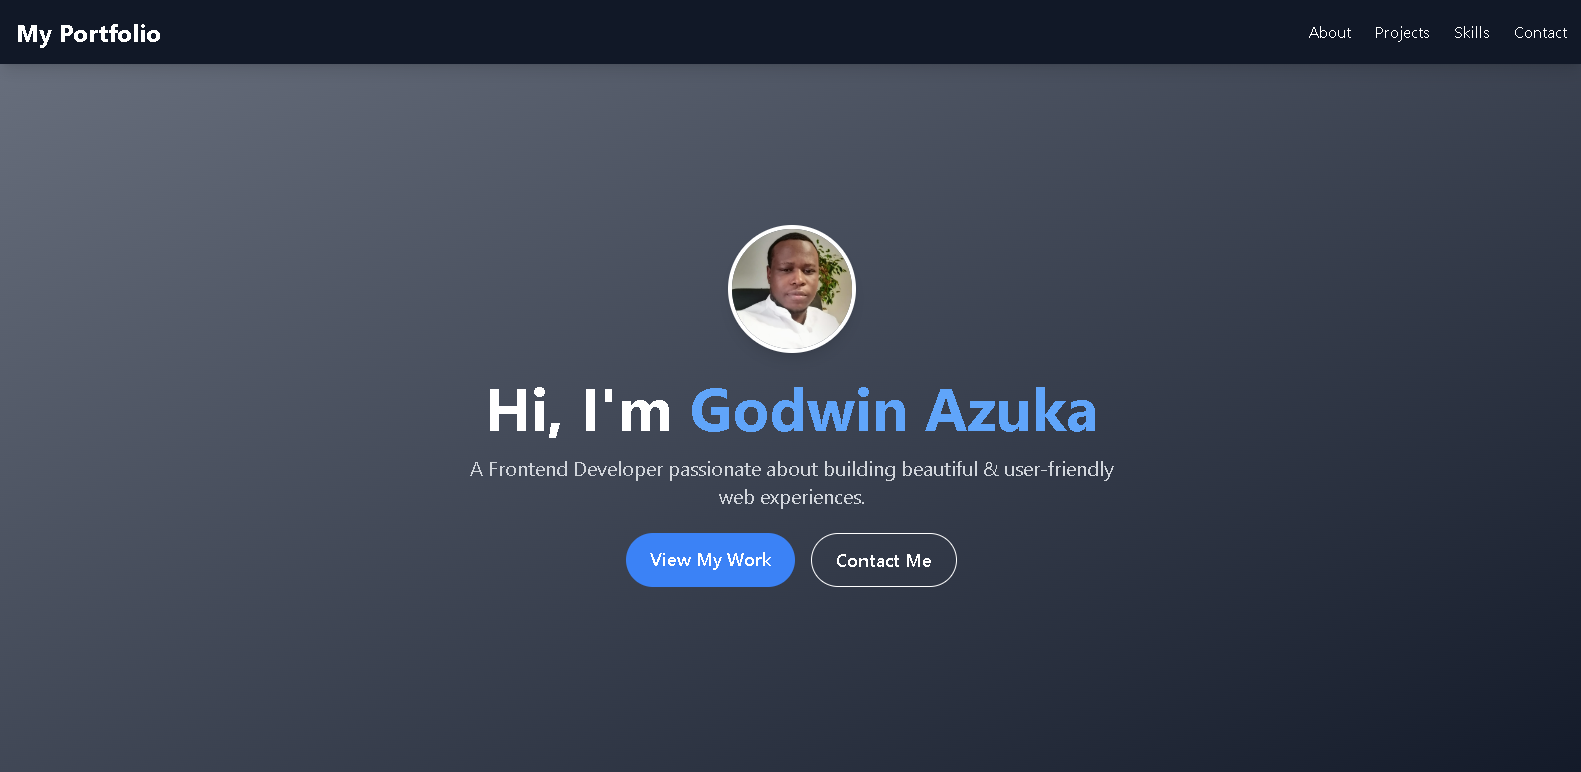 My Portfolio
About Projects Skills Contact
Hi, I'm Godwin Azuka
A Frontend Developer passionate about building beautiful & user-friendly
web experiences.
View My Work
Contact Me